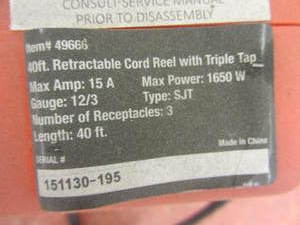 CONSULT SERVICE MANUAL
PRIOR TO DISASSEMBLY
Item# 49666
40ft. Retractable Cord Reel with Triple Tap
Max Amp: 15 A Max Power: 1650 W
Gauge: 12/3 Type: SJT
Number of Receptacles: 3
Length: 40 ft. Made in China
SERIAL #
151130-195